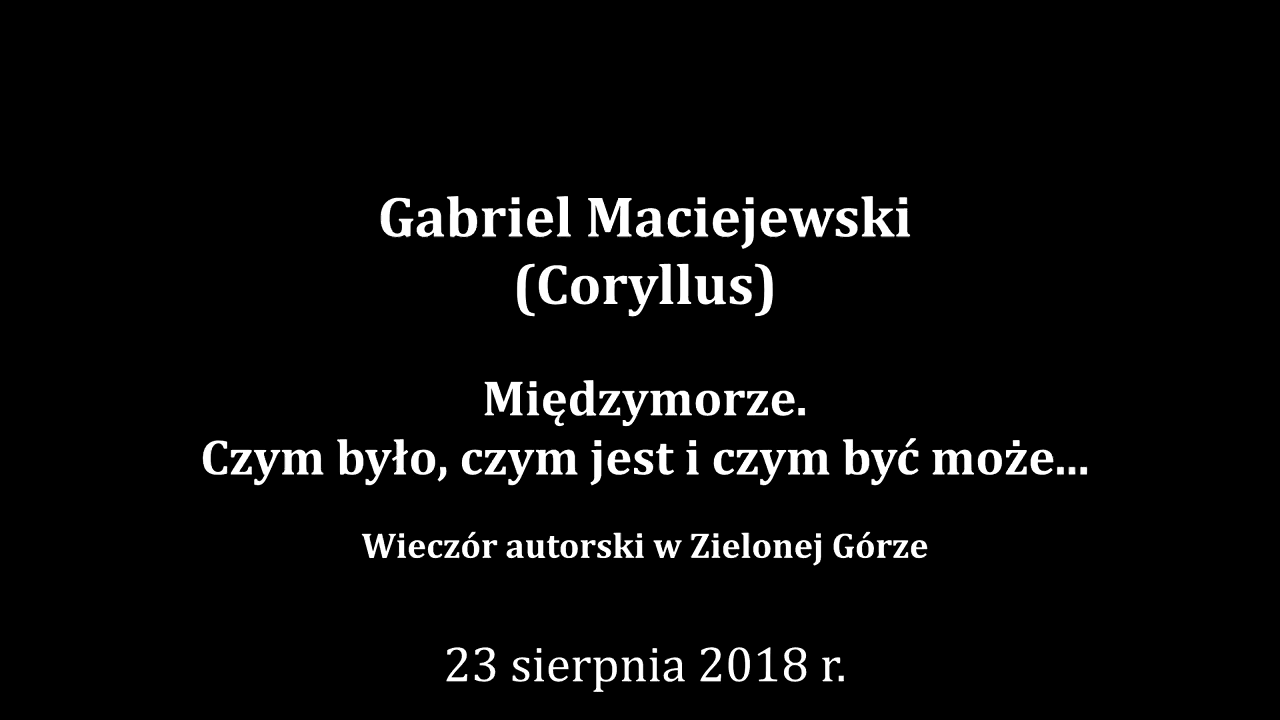 Gabriel Maciejewski
(Coryllus)
Międzymorze.
Czym było, czym jest i czym być może...
Wieczór autorski w Zielonej Górze
23 sierpnia 2018 r.